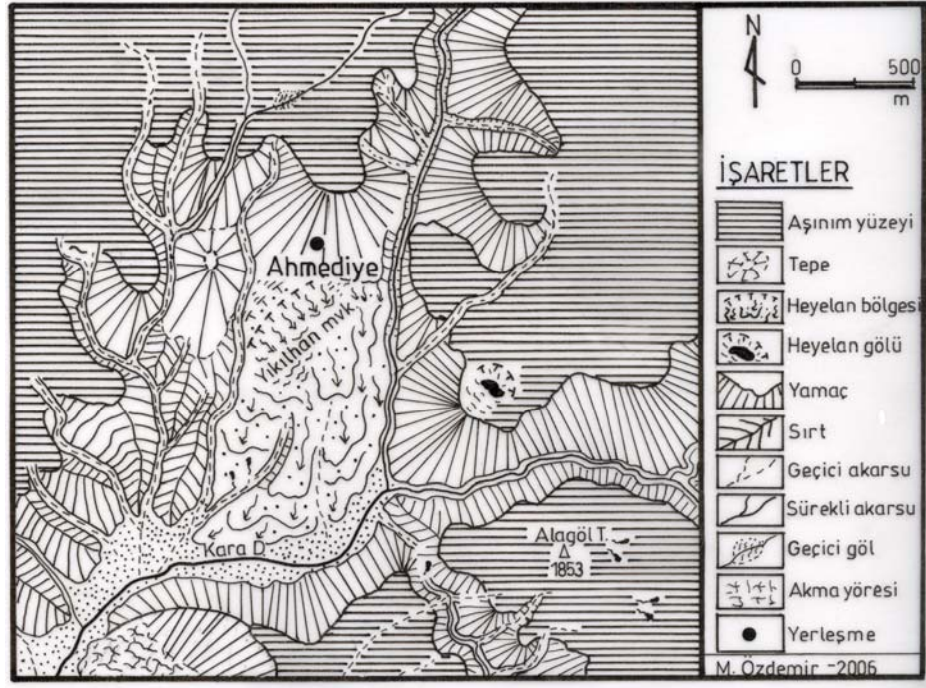 Ahmediye
Yıkılhan mvk.
Kara D.
Alagöl T.
1853
N
0 500
m
İŞARETLER
Aşınım yüzeyi
Tepe
Heyelan bölgesi
Heyelan gölü
Yamaç
Sırt
Geçici akarsu
Sürekli akarsu
Geçici göl
Akma yöresi
Yerleşme
M. Özdemir -2006